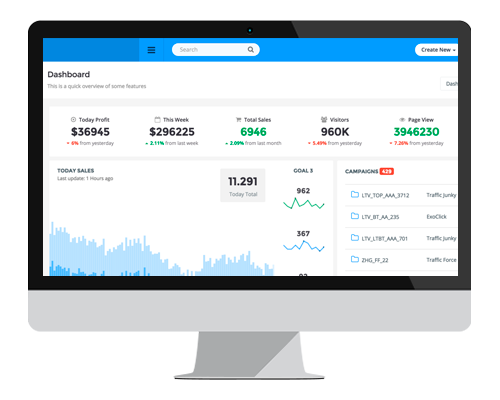 Search
Create New
Dashboard
This is a quick overview of some features
Dash
Today Profit
$36945
6% from yesterday
This Week
$296225
2.11% from last week
Total Sales
6946
2.09% from last month
Visitors
960K
5.49% from yesterday
Page View
3946230
7.26% from yesterday
TODAY SALES
Last update: 1 Hours ago
11.291
Today Total
GOAL 3
962
367
CAMPAIGNS 429
LTV_TOP_AAA_3712 Traffic Junky
LTV_BT_AA_235 ExoClick
LTV_LTBT_AAA_701 Traffic Junky
ZHG_FF_22 Traffic Force